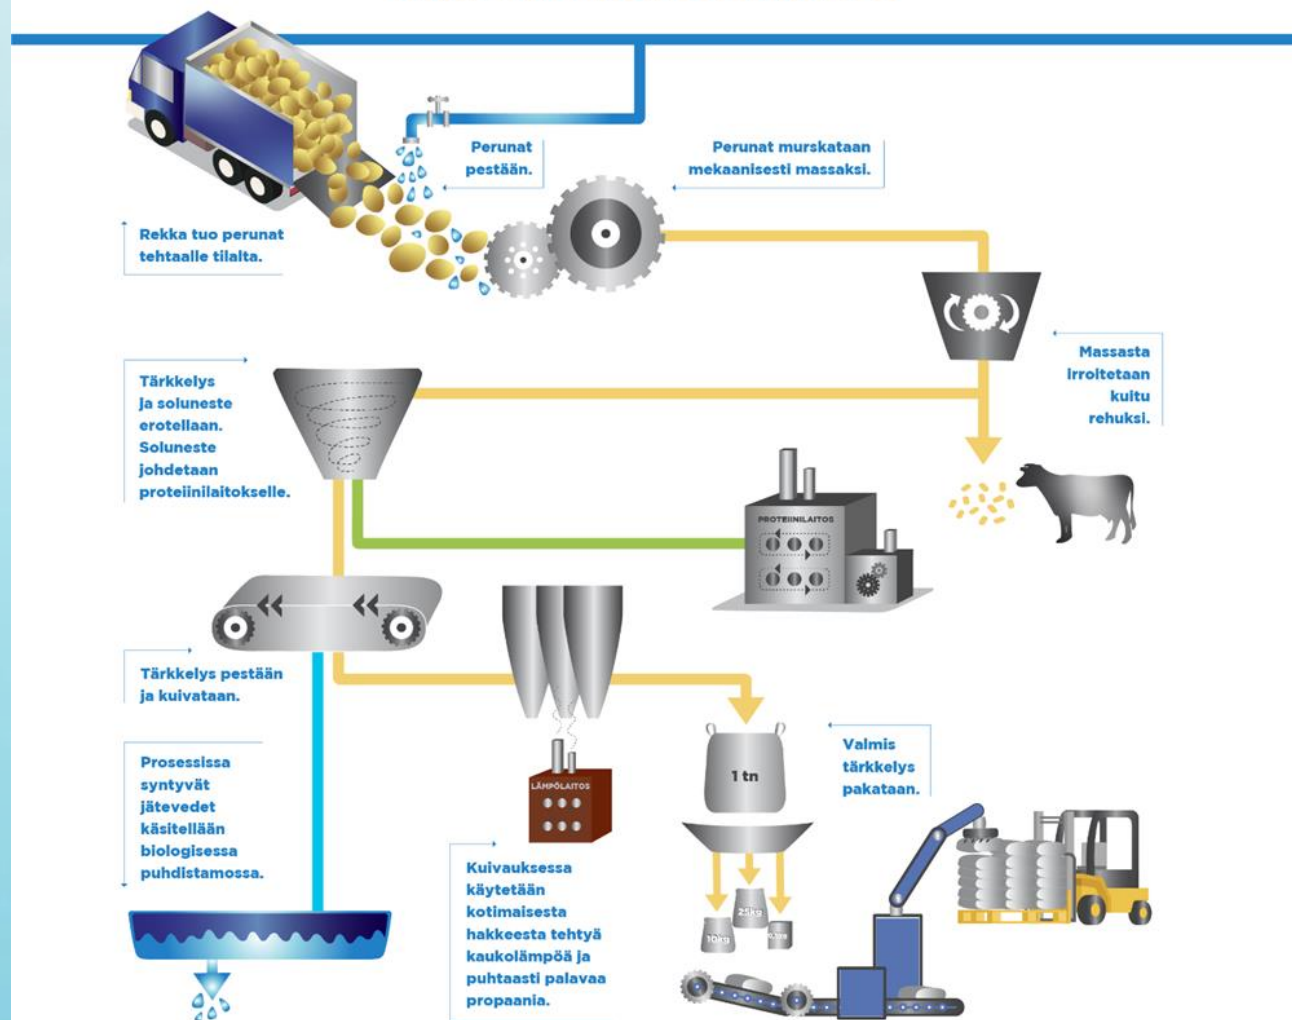 Perunat
pestään.
Perunat murskataan
mekaanisesti massaksi.
Rekka tuo perunat
tehtaalle tilalta.
Massasta
irroitetaan
kuitu
rehuksi.
Tärkkelys
ja soluneste
erotellaan.
Soluneste
johdetaan
proteiinilaitokselle.
PROTEIINILAITOS
Tärkkelys pestään
ja kuivataan.
Prosessissa
syntyvät
jätevedet
käsitellään
biologisessa
puhdistamossa.
LÄMPÖLAITOS
1 tn
Valmis
tärkkelys
pakataan.
25kg
10kg
Kuivauksessa
käytetään
kotimaisesta
hakkeesta tehtyä
kaukolämpöä ja
puhtaasti palavaa
propaania.